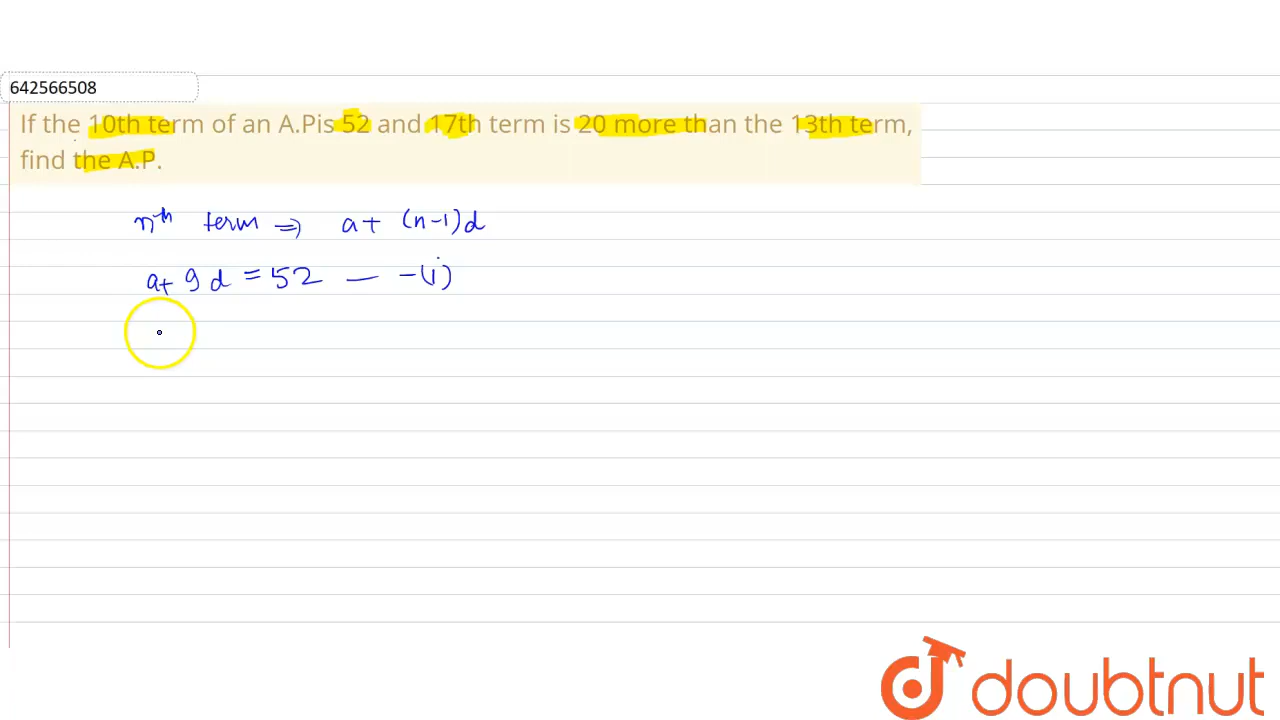 642566508
If the 10th term of an A.Pis 52 and 17th term is 20 more than the 13th term,
find the A.P.
nth term ⇒ a+ (n-1)d
a+ 9d = 52 — -(i)
doubtnut